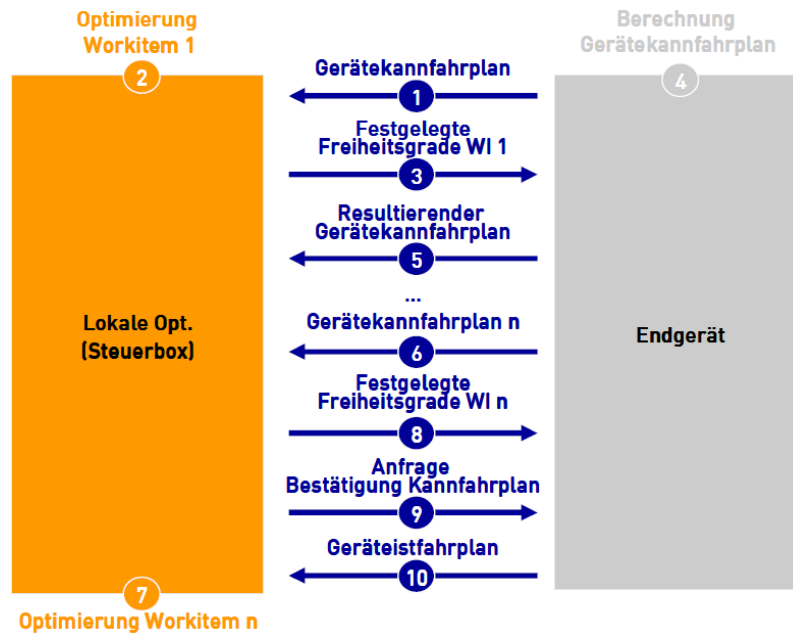 Optimierung
Workitem 1
2
Berechnung
Gerätekannfahrplan
4
Gerätekannfahrplan
1
Festgelegte
Freiheitsgrade WI 1
3
Resultierender
Gerätekannfahrplan
5
...
Gerätekannfahrplan n
6
Festgelegte
Freiheitsgrade WI n
8
Anfrage
Bestätigung Kannfahrplan
9
Geräteistfahrplan
10
Lokale Opt.
(Steuerbox)
Endgerät
7
Optimierung Workitem n